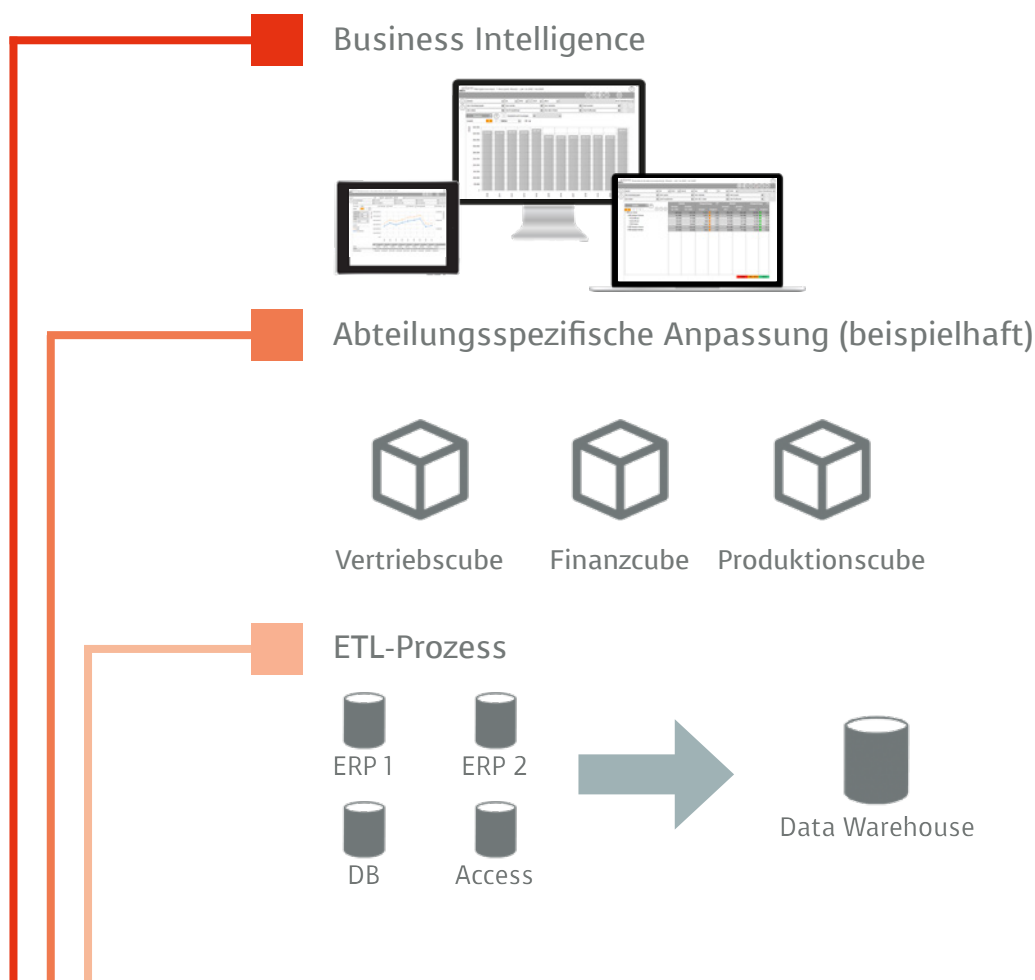 Business Intelligence
Abteilungsspezifische Anpassung (beispielhaft)
Vertriebscube Finanzcube Produktionscube
ETL-Prozess
ERP 1 ERP 2
Data Warehouse
DB Access